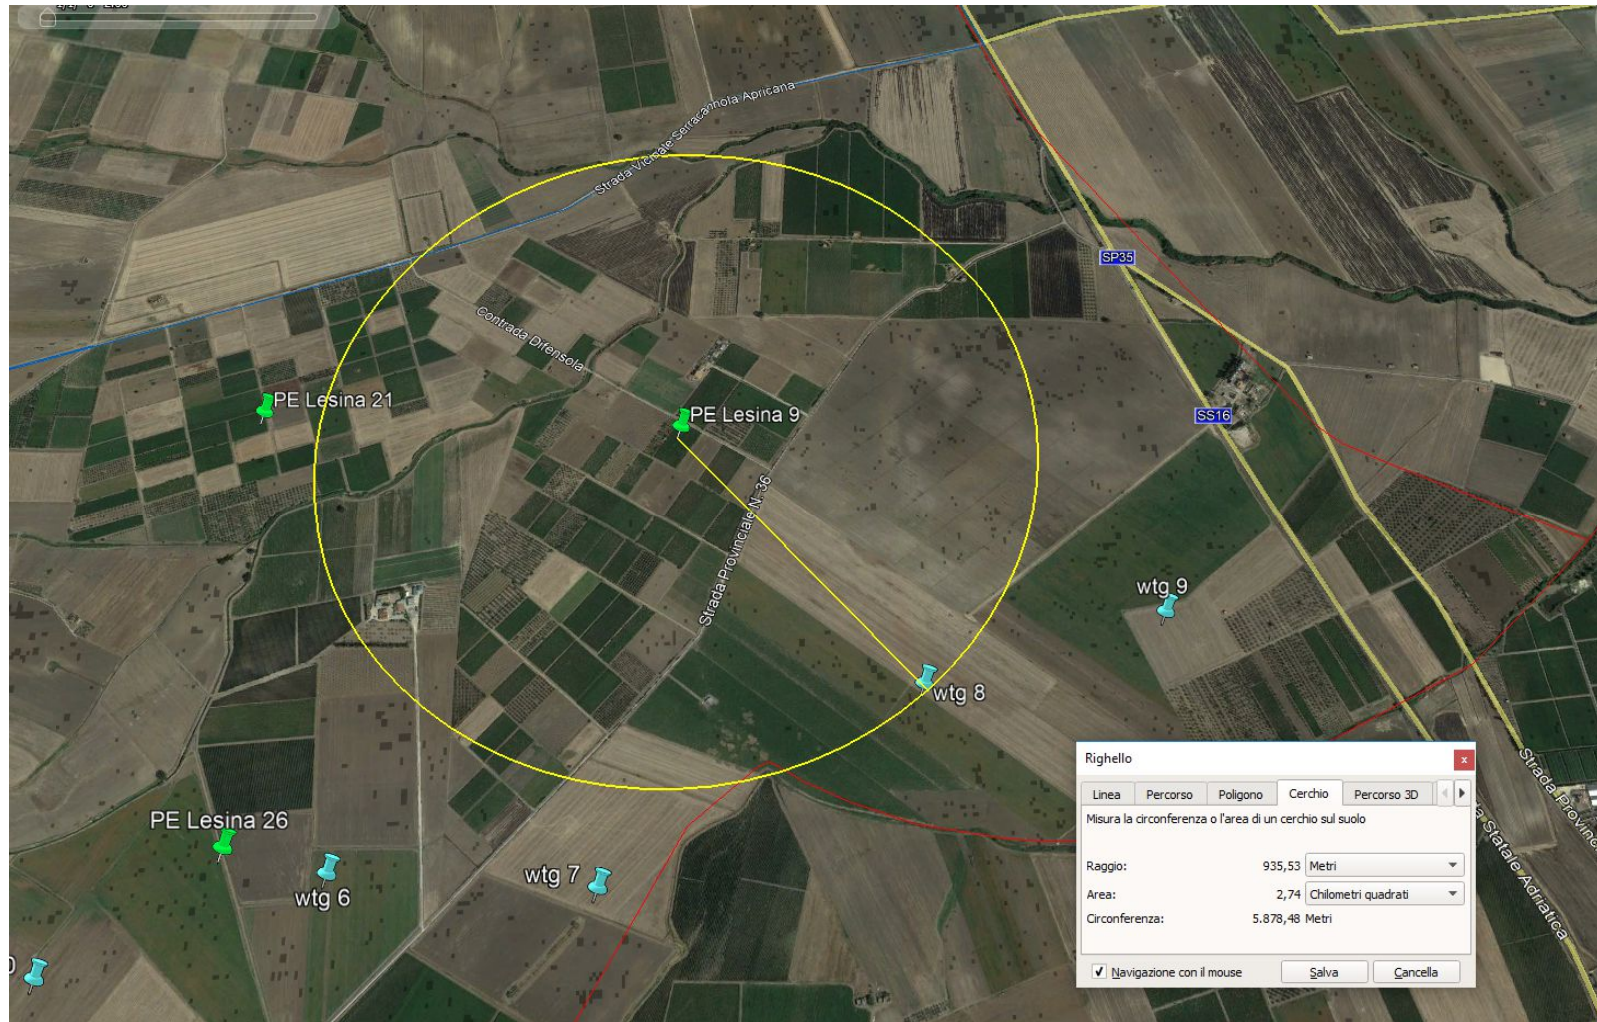 Strada Vicinale Serracannola Apricana
SP35
Contrada Difensola
PE Lesina 21
PE Lesina 9
SS16
Strada Provinciale N. 36
wtg 9
wtg 8
Righello
x
Linea
Percorso
Poligono
Cerchio
Percorso 3D
Misura la circonferenza o l'area di un cerchio sul suolo
Raggio: 935,53 Metri
Area: 2,74 Chilometri quadrati
Circonferenza: 5.878,48 Metri
Navigazione con il mouse
Salva
Cancella
PE Lesina 26
wtg 6
wtg 7
Statale Adriatica
Strada